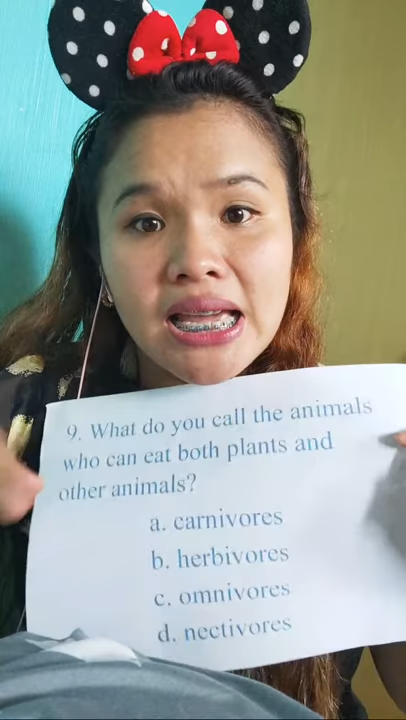 9. What do you call the animals
who can eat both plants and
other animals?
a. carnivores
b. herbivores
c. omnivores
d. nectivores